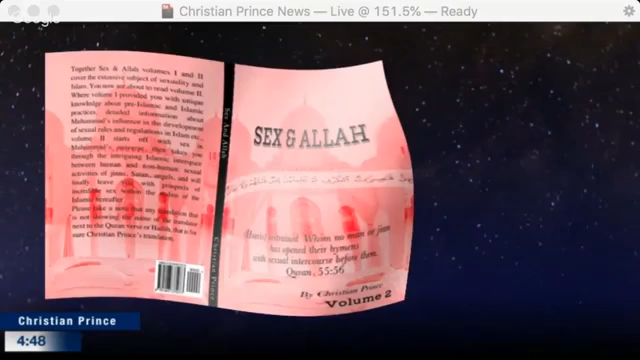 Christian Prince News — Live @ 151.5% — Ready
Google
Together Sex & Allah volumes I and II
cover the extensive subject of sexuality and
Islam. You now are about to read volume II.
Where volume I provided you with unique
knowledge about pre-Islamic and Islamic
practices, detailed information about
Muhammad's influence in the development
of sexual rules and regulations in Islam etc.,
volume II starts off with sex in
Muhammad's then takes you
through the intriguing Islamic interspace
between human and non-human sexual
activities of jinns, Satan, angels, and will
finally leave you with prospects of
incredible sex within the of the
Islamic hereafter
Please take note that any translation that
is not showing the name of the translator
next to the Quran verse or Hadith, that is for
sure Christian Prince's translation.
Sex And Allah
Christian Prince
SEX & ALLAH
restrained Whom no man or jinn
has opened their hymens
with sexual intercourse before them.
Quran, 55:56
By Christian Prince
Volume 2
Christian Prince
4:48